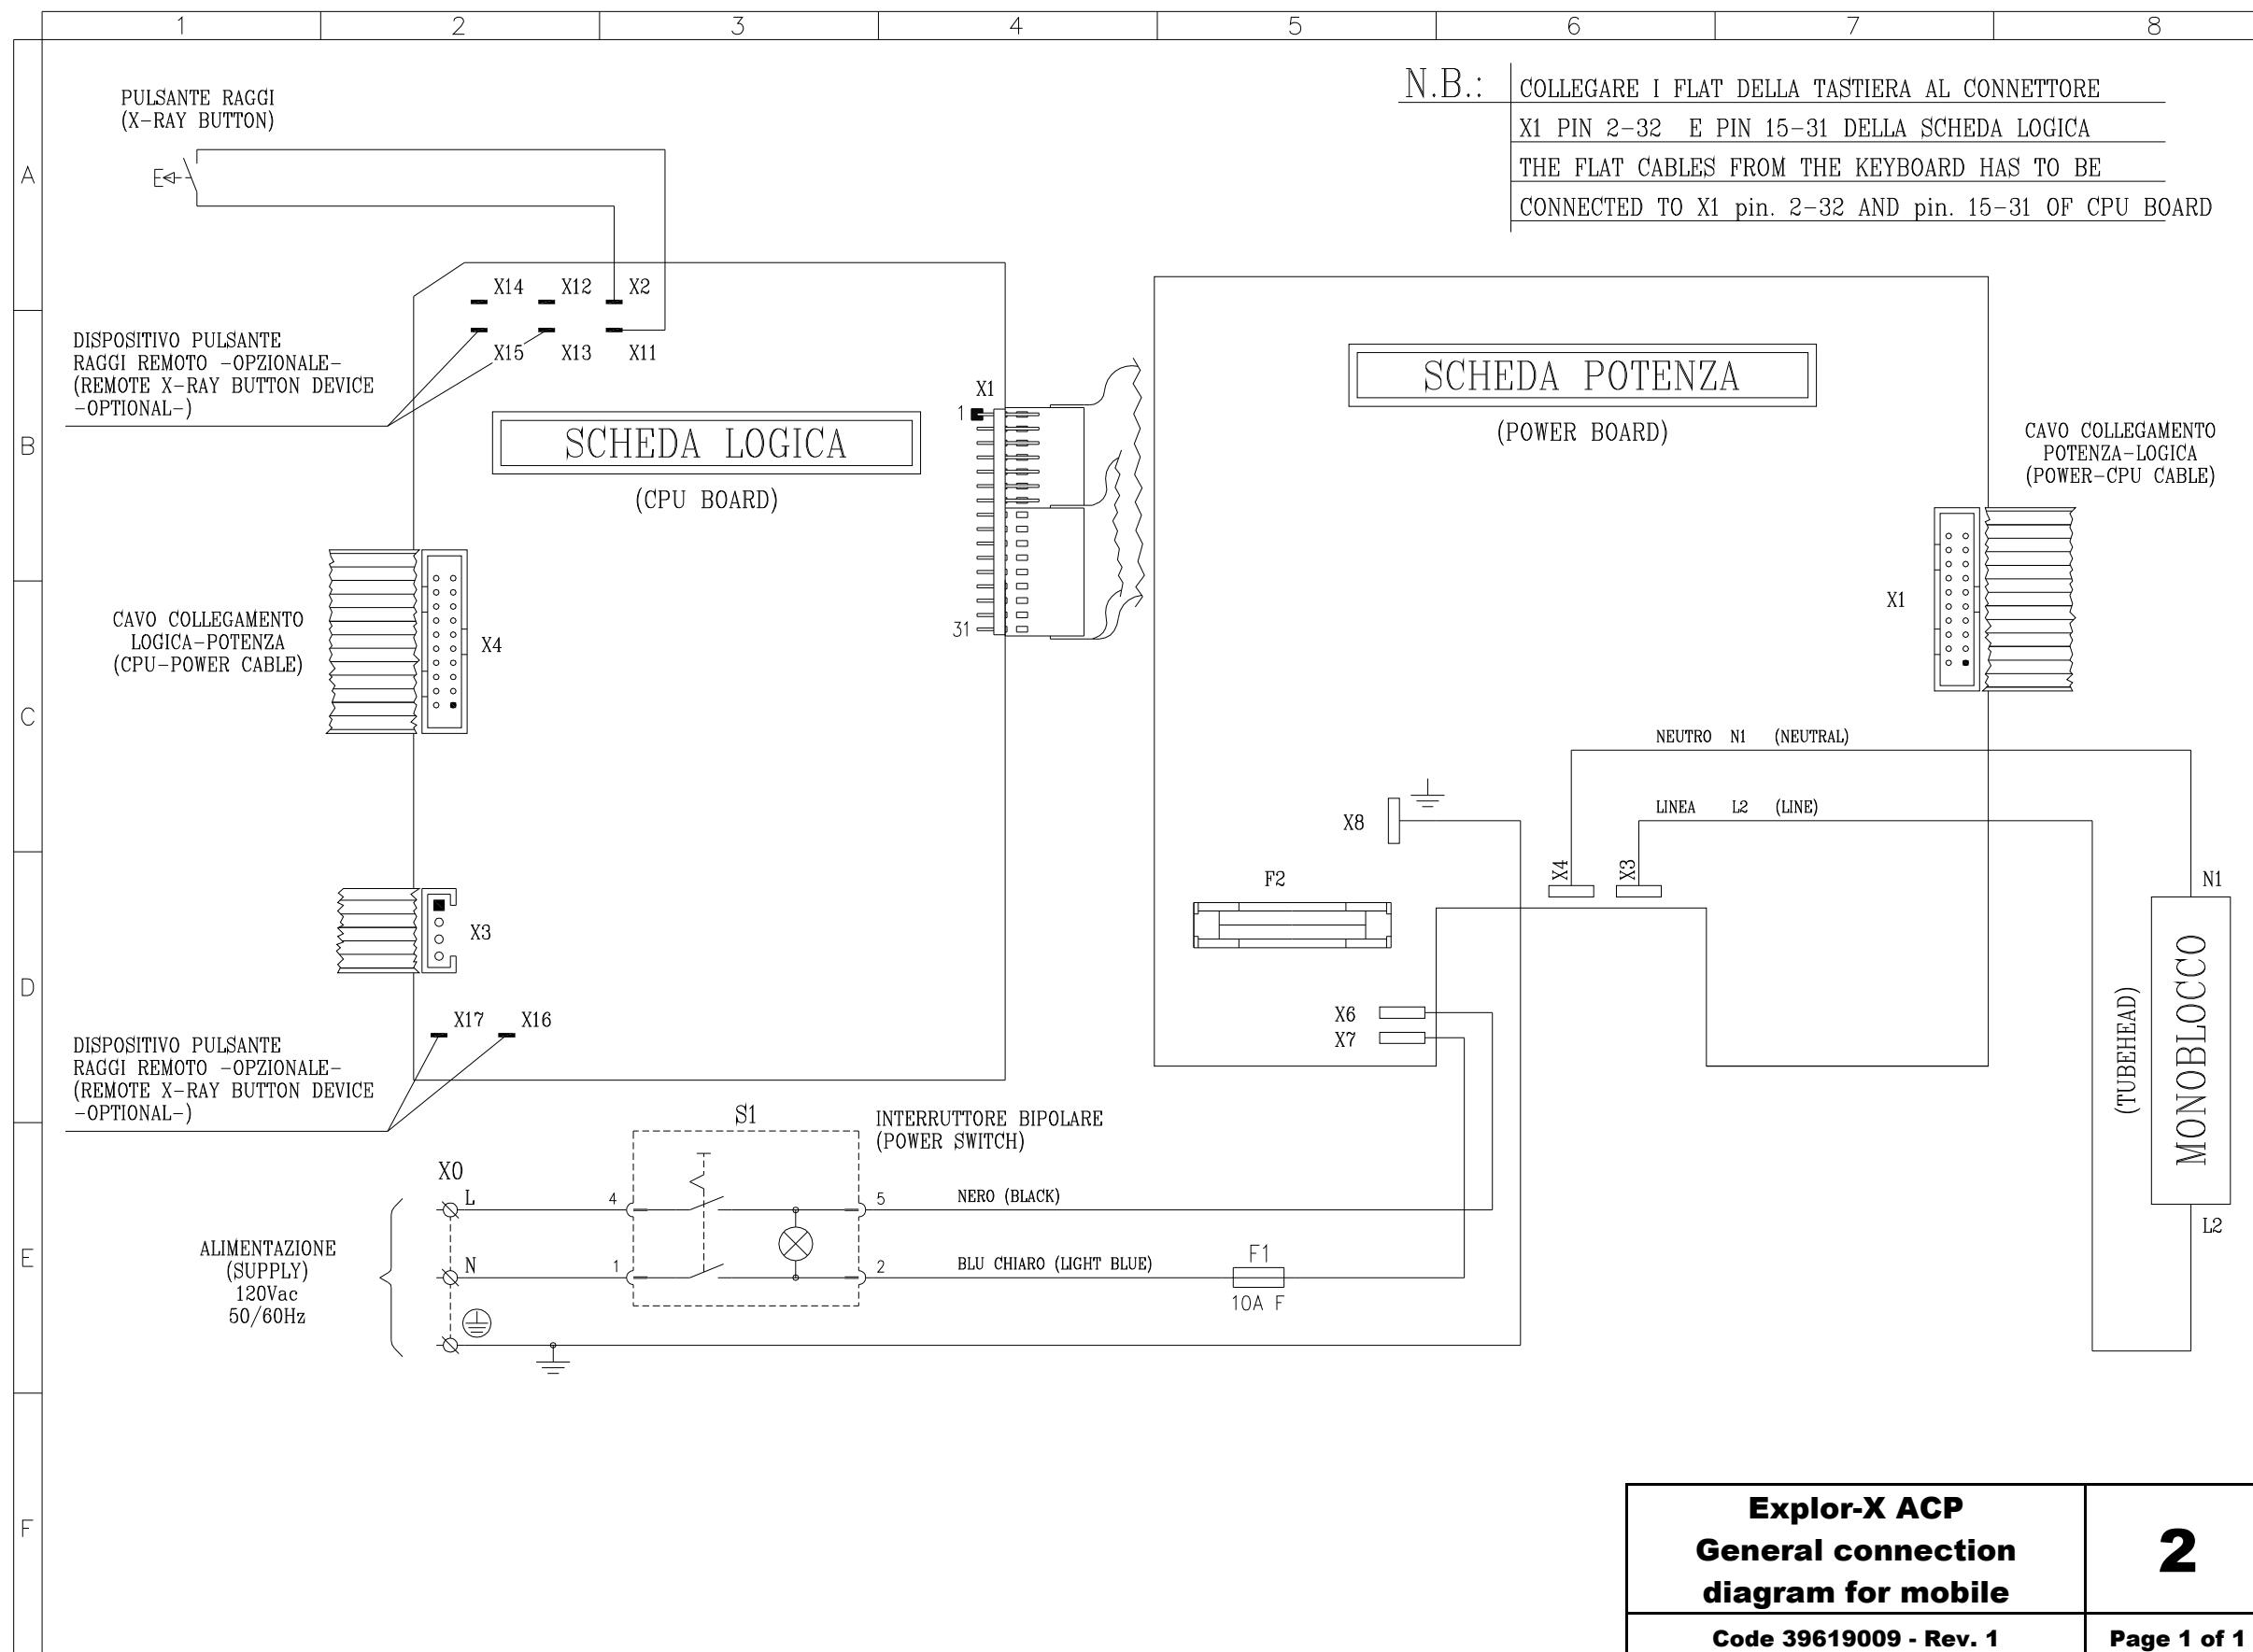 1 2 3 4 5 6 7 8
A
B
C
D
E
F
N.B.:
COLLEGARE I FLAT DELLA TASTIERA AL CONNETTORE
X1 PIN 2-32 E PIN 15-31 DELLA SCHEDA LOGICA
THE FLAT CABLES FROM THE KEYBOARD HAS TO BE
CONNECTED TO X1 pin. 2-32 AND pin. 15-31 OF CPU BOARD
PULSANTE RAGGI
(X-RAY BUTTON)
X14 X12 X2
X15 X13 X11
DISPOSITIVO PULSANTE
RAGGI REMOTO -OPZIONALE-
(REMOTE X-RAY BUTTON DEVICE
-OPTIONAL-)
SCHEDA LOGICA
(CPU BOARD)
X1
1
31
SCHEDA POTENZA
(POWER BOARD)
CAVO COLLEGAMENTO
POTENZA-LOGICA
(POWER-CPU CABLE)
X1
CAVO COLLEGAMENTO
LOGICA-POTENZA
(CPU-POWER CABLE)
X4
NEUTRO N1 (NEUTRAL)
LINEA L2 (LINE)
X8
X4
X3
F2
X3
X6
X7
N1
MONOBLOCCO
(TUBEHEAD)
L2
X17 X16
DISPOSITIVO PULSANTE
RAGGI REMOTO -OPZIONALE-
(REMOTE X-RAY BUTTON DEVICE
-OPTIONAL-)
S1
INTERRUTTORE BIPOLARE
(POWER SWITCH)
X0
L
4
5
NERO (BLACK)
N
1
2
BLU CHIARO (LIGHT BLUE)
F1
10A F
ALIMENTAZIONE
(SUPPLY)
120Vac
50/60Hz
Explor-X ACP
General connection
diagram for mobile
2
Code 39619009 - Rev. 1
Page 1 of 1